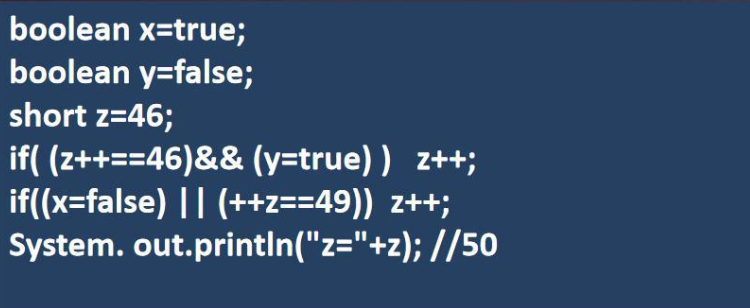 boolean x=true;
boolean y=false;
short z=46;
if( (z++==46)&& (y=true) ) z++;
if((x=false) || (++z==49)) z++;
System. out.println("z="+z); //50